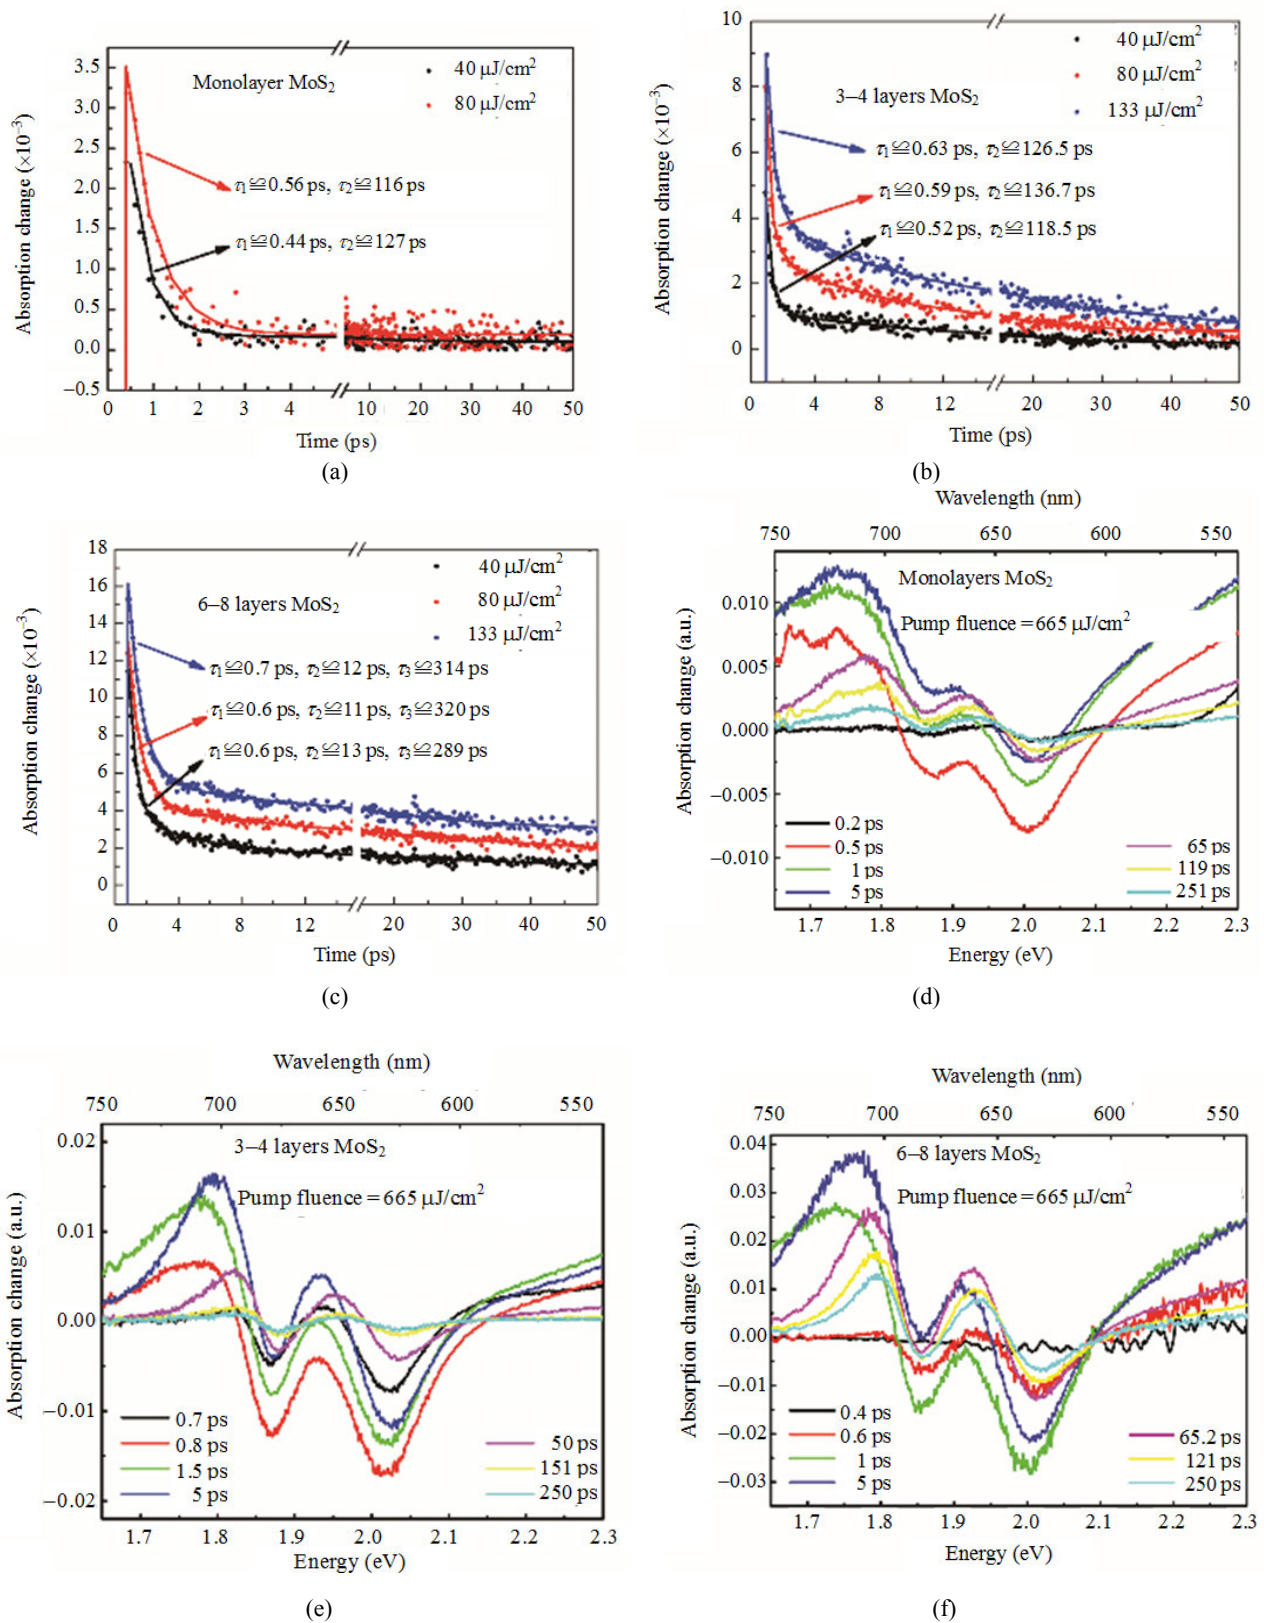 3.5
3.0
2.5
2.0
1.5
1.0
0.5
0.0
−0.5
Absorption change (×10⁻³)
Monolayer MoS₂
40 μJ/cm²
80 μJ/cm²
τ₁≌0.56 ps, τ₂≌116 ps
τ₁≌0.44 ps, τ₂≌127 ps
0 1 2 3 4 10 20 30 40 50
Time (ps)
(a)
10
8
6
4
2
0
Absorption change (×10⁻³)
40 μJ/cm²
80 μJ/cm²
133 μJ/cm²
3–4 layers MoS₂
τ₁≌0.63 ps, τ₂≌126.5 ps
τ₁≌0.59 ps, τ₂≌136.7 ps
τ₁≌0.52 ps, τ₂≌118.5 ps
0 4 8 12 20 30 40 50
Time (ps)
(b)
18
16
14
12
10
8
6
4
2
0
Absorption change (×10⁻³)
40 μJ/cm²
80 μJ/cm²
133 μJ/cm²
6–8 layers MoS₂
τ₁≌0.7 ps, τ₂≌12 ps, τ₃≌314 ps
τ₁≌0.6 ps, τ₂≌11 ps, τ₃≌320 ps
τ₁≌0.6 ps, τ₂≌13 ps, τ₃≌289 ps
0 4 8 12 20 30 40 50
Time (ps)
(c)
Wavelength (nm)
750 700 650 600 550
Monolayers MoS₂
Pump fluence = 665 μJ/cm²
0.010
0.005
0.000
−0.005
−0.010
Absorption change (a.u.)
0.2 ps
0.5 ps
1 ps
5 ps
65 ps
119 ps
251 ps
1.7 1.8 1.9 2.0 2.1 2.2 2.3
Energy (eV)
(d)
Wavelength (nm)
750 700 650 600 550
3–4 layers MoS₂
Pump fluence = 665 μJ/cm²
0.02
0.01
0.00
−0.01
−0.02
Absorption change (a.u.)
0.7 ps
0.8 ps
1.5 ps
5 ps
50 ps
151 ps
250 ps
1.7 1.8 1.9 2.0 2.1 2.2 2.3
Energy (eV)
(e)
Wavelength (nm)
750 700 650 600 550
6–8 layers MoS₂
Pump fluence = 665 μJ/cm²
0.04
0.03
0.02
0.01
0.00
−0.01
−0.02
−0.03
Absorption change (a.u.)
0.4 ps
0.6 ps
1 ps
5 ps
65.2 ps
121 ps
250 ps
1.7 1.8 1.9 2.0 2.1 2.2 2.3
Energy (eV)
(f)